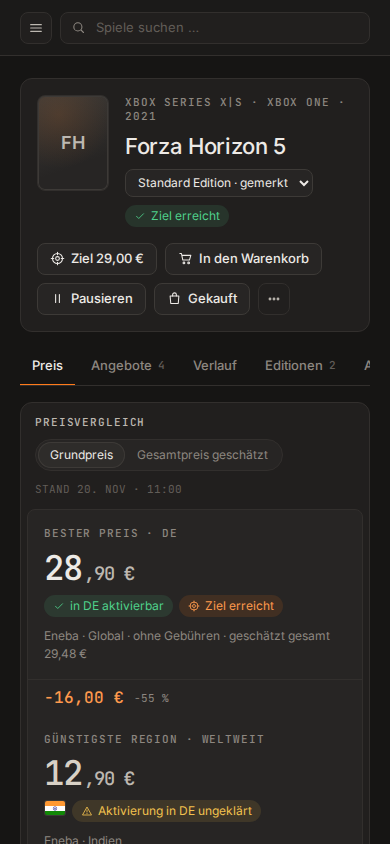 Spiele suchen ...
XBOX SERIES X|S · XBOX ONE ·
2021
FH
Forza Horizon 5
Standard Edition · gemerkt
Ziel erreicht
Ziel 29,00 €
In den Warenkorb
Pausieren
Gekauft
Preis
Angebote 4
Verlauf
Editionen 2
A
PREISVERGLEICH
Grundpreis
Gesamtpreis geschätzt
STAND 20. NOV · 11:00
BESTER PREIS · DE
28,90 €
in DE aktivierbar
Ziel erreicht
Eneba · Global · ohne Gebühren · geschätzt gesamt
29,48 €
-16,00 € -55 %
GÜNSTIGSTE REGION · WELTWEIT
12,90 €
Aktivierung in DE ungeklärt
Eneba · Indien